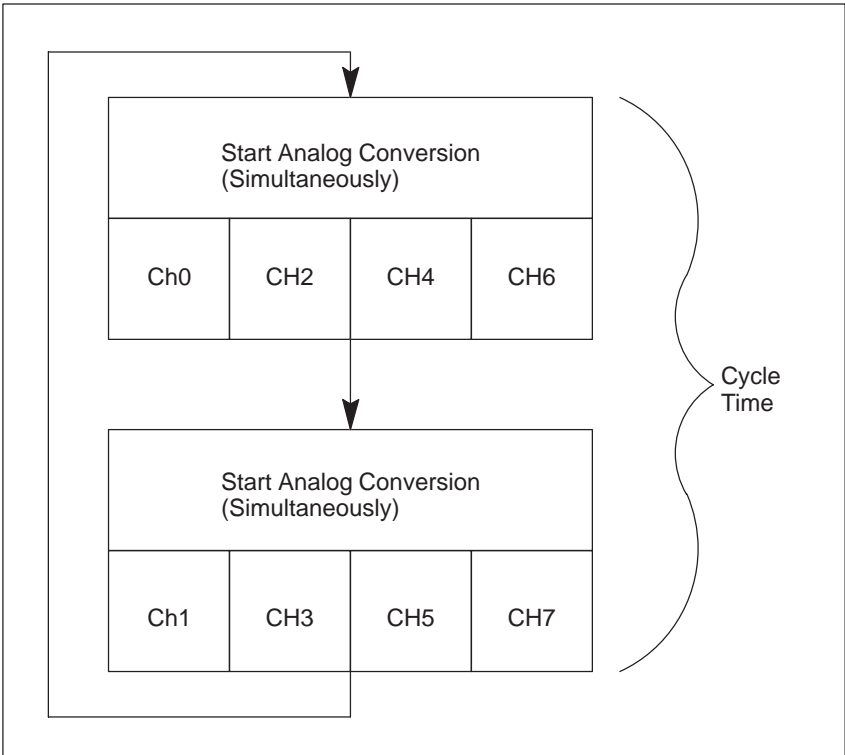 Start Analog Conversion
(Simultaneously)
Ch0 CH2 CH4 CH6
Cycle
Time
Start Analog Conversion
(Simultaneously)
Ch1 CH3 CH5 CH7